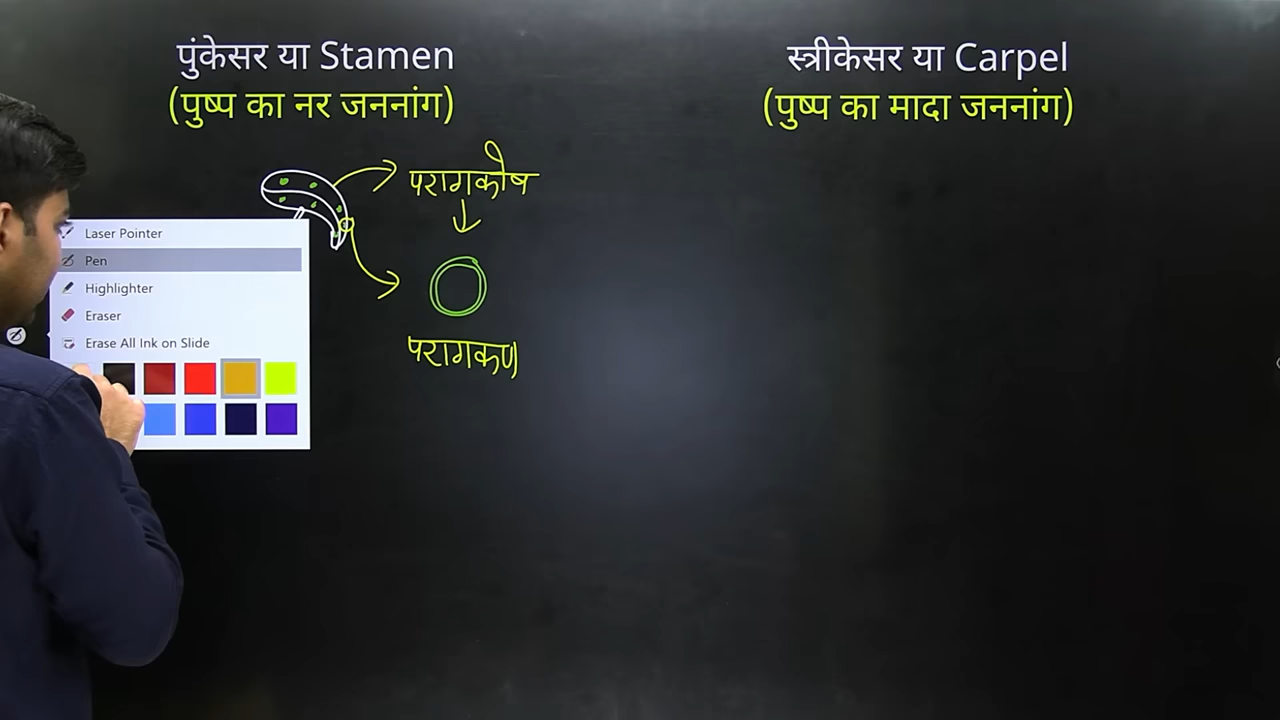 पुंकेसर या Stamen
(पुष्प का नर जननांग)
परागकोष
परागकण
स्त्रीकेसर या Carpel
(पुष्प का मादा जननांग)
Laser Pointer
Pen
Highlighter
Eraser
Erase All Ink on Slide